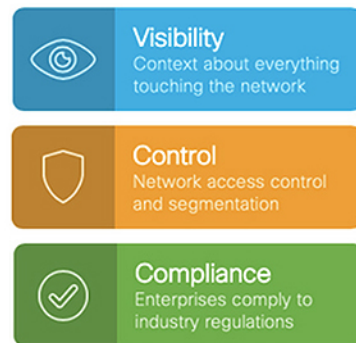 Visibility
Context about everything
touching the network
Control
Network access control
and segmentation
Compliance
Enterprises comply to
industry regulations